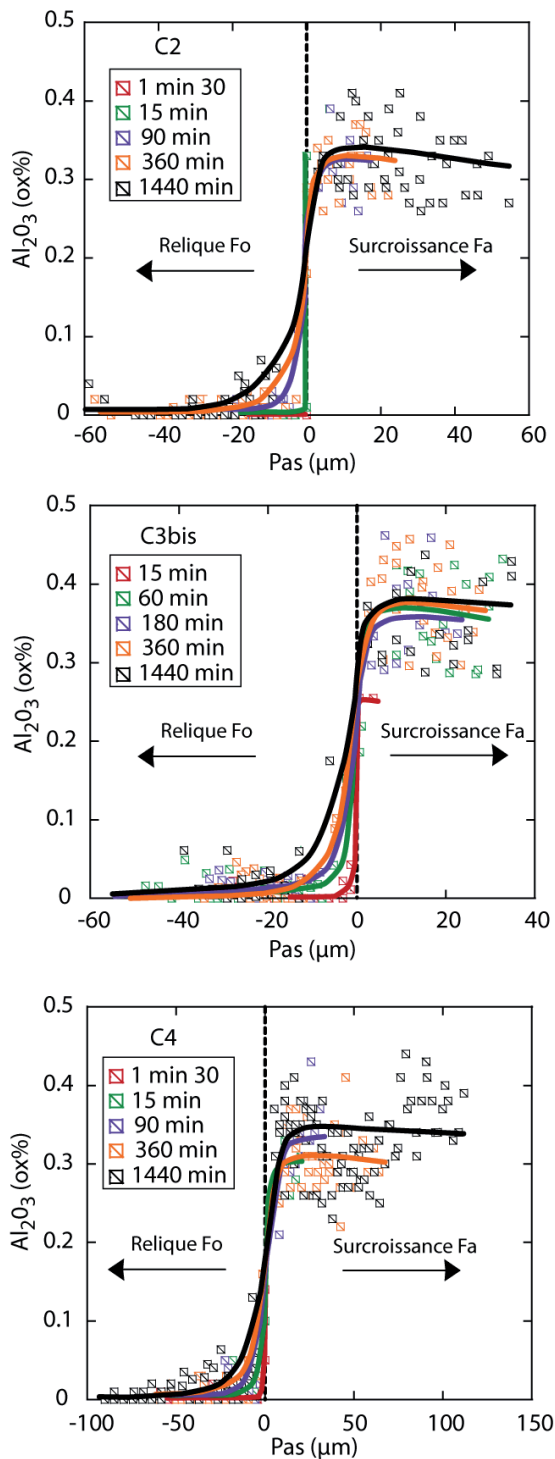 C2
1 min 30
15 min
90 min
360 min
1440 min
0.5
0.4
0.3
0.2
0.1
0
Al₂0₃ (ox%)
Relique Fo
Surcroissance Fa
-60 -40 -20 0 20 40 60
Pas (µm)
C3bis
15 min
60 min
180 min
360 min
1440 min
0.5
0.4
0.3
0.2
0.1
0
Al₂0₃ (ox%)
Relique Fo
Surcroissance Fa
-60 -40 -20 0 20 40
Pas (µm)
C4
1 min 30
15 min
90 min
360 min
1440 min
0.5
0.4
0.3
0.2
0.1
0
Al₂0₃ (ox%)
Relique Fo
Surcroissance Fa
-100 -50 0 50 100 150
Pas (µm)